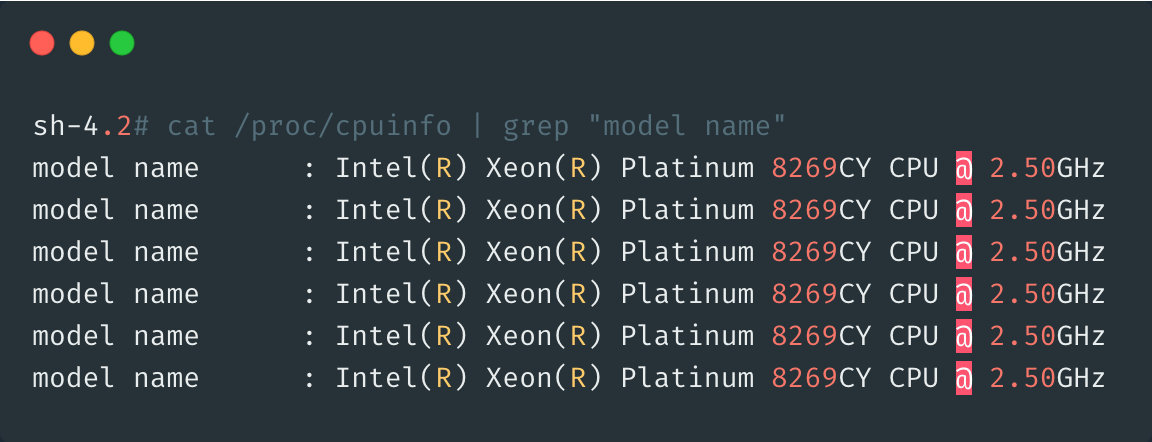 sh-4.2# cat /proc/cpuinfo | grep "model name"
model name      : Intel(R) Xeon(R) Platinum 8269CY CPU @ 2.50GHz
model name      : Intel(R) Xeon(R) Platinum 8269CY CPU @ 2.50GHz
model name      : Intel(R) Xeon(R) Platinum 8269CY CPU @ 2.50GHz
model name      : Intel(R) Xeon(R) Platinum 8269CY CPU @ 2.50GHz
model name      : Intel(R) Xeon(R) Platinum 8269CY CPU @ 2.50GHz
model name      : Intel(R) Xeon(R) Platinum 8269CY CPU @ 2.50GHz